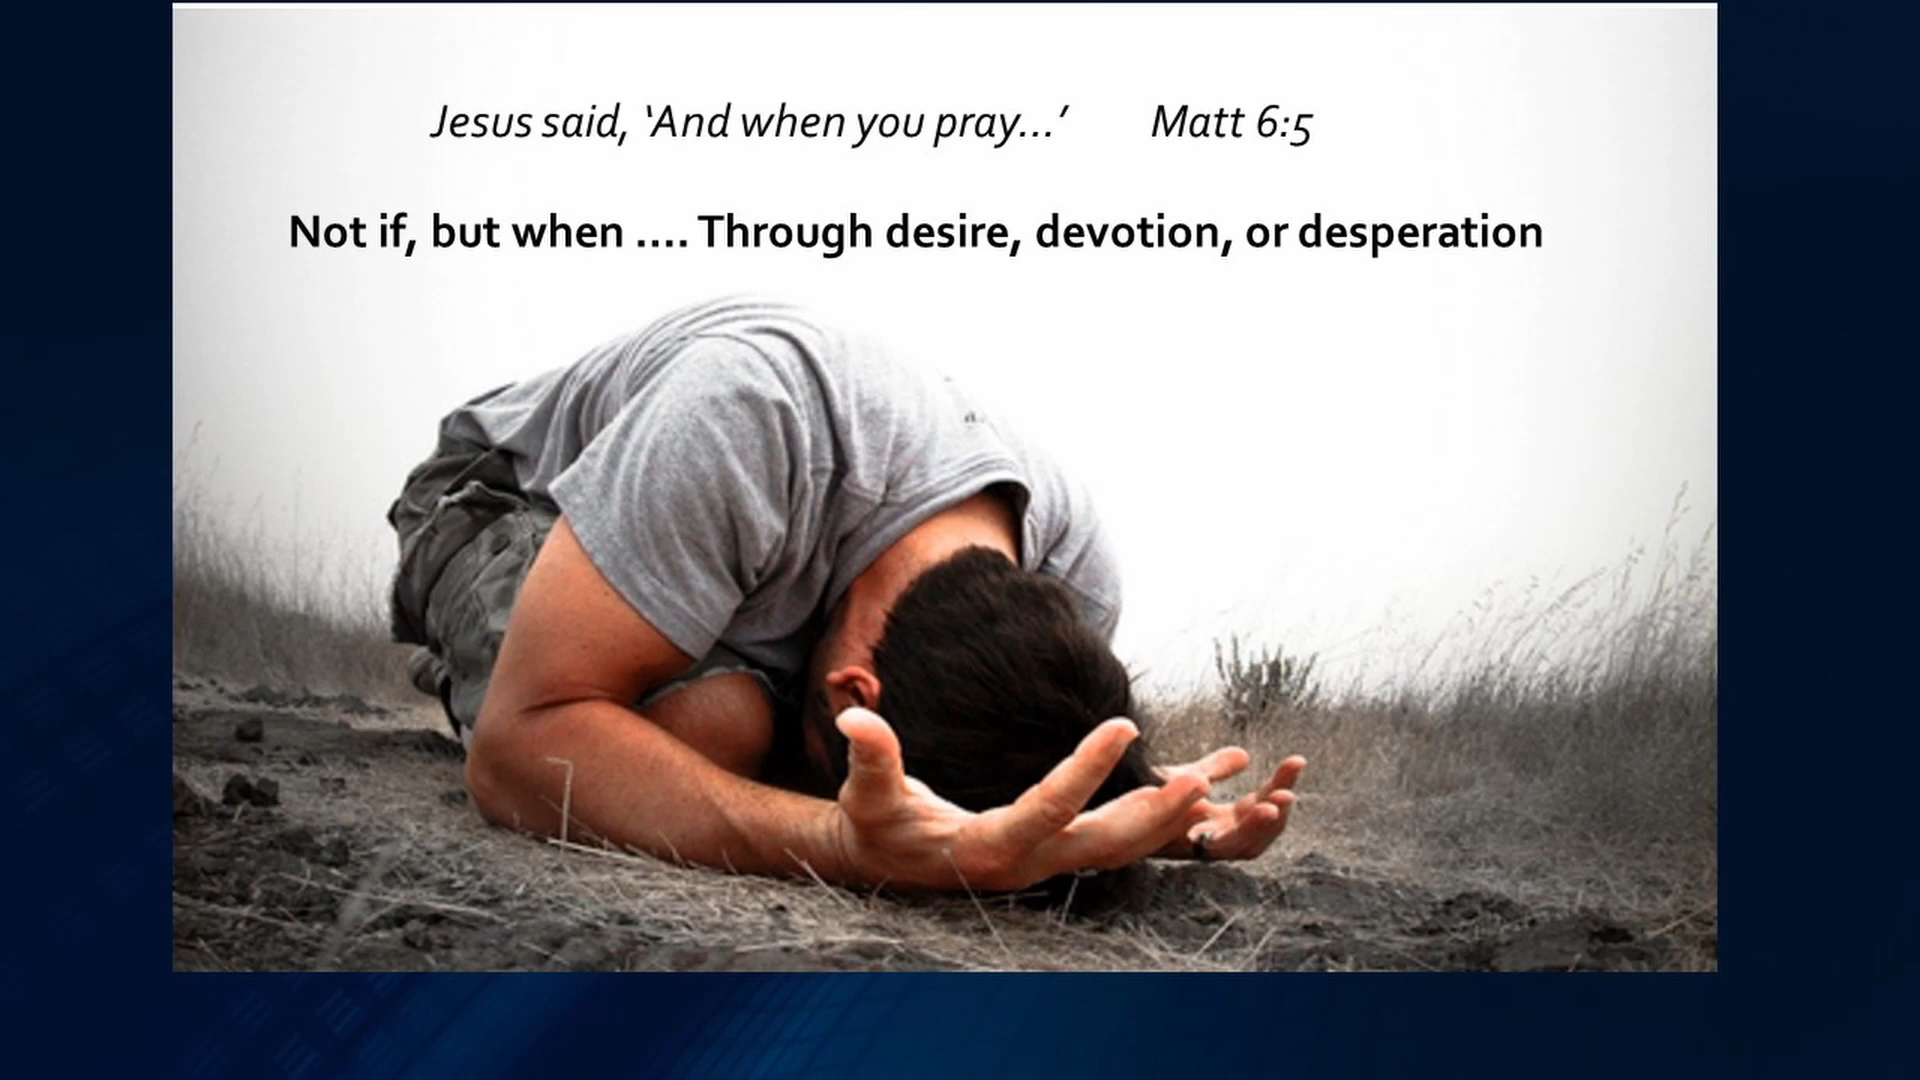 Jesus said, ‘And when you pray…’ Matt 6:5
Not if, but when …. Through desire, devotion, or desperation